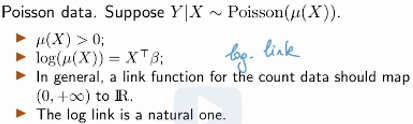 Poisson data. Suppose Y|X ∼ Poisson(μ(X)).
▶ μ(X) > 0;
▶ log(μ(X)) = X⊤β; log. link
▶ In general, a link function for the count data should map
(0, +∞) to ℝ.
▶ The log link is a natural one.